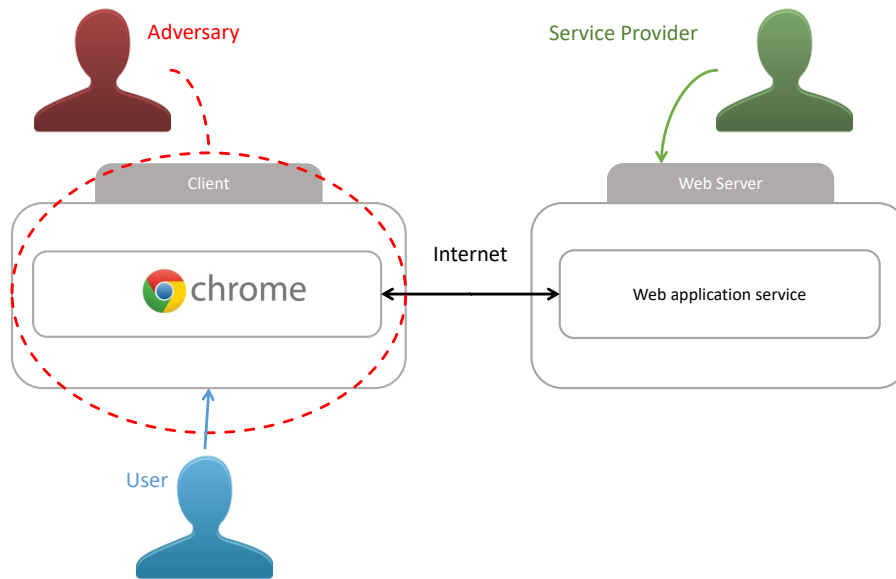 Adversary
Service Provider
Client
Web Server
Internet
chrome
Web application service
User